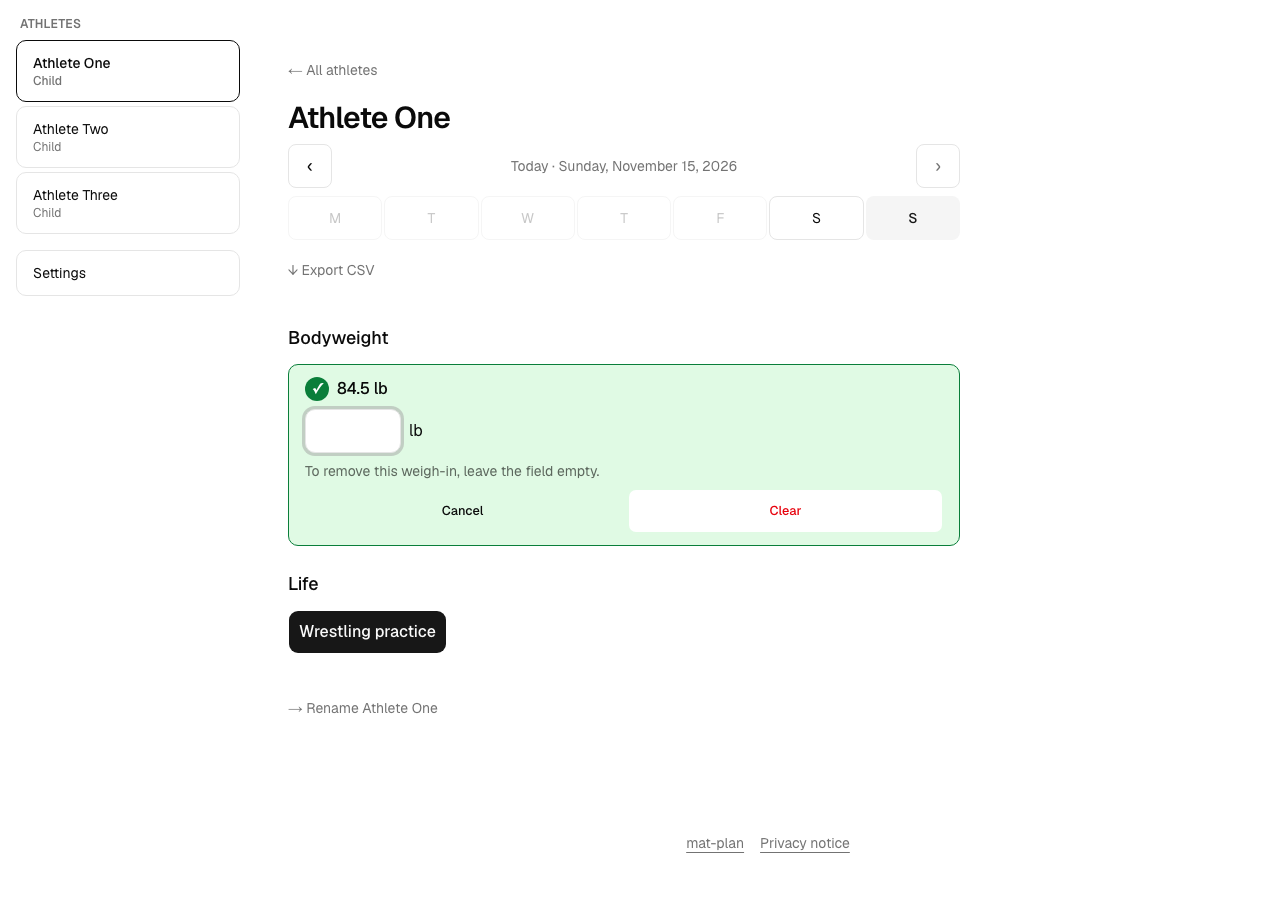 ATHLETES
Athlete One
Child
Athlete Two
Child
Athlete Three
Child
Settings
← All athletes
Athlete One
‹ Today · Sunday, November 15, 2026 ›
M T W T F S S
↓ Export CSV
Bodyweight
✓ 84.5 lb
lb
To remove this weigh-in, leave the field empty.
Cancel Clear
Life
Wrestling practice
→ Rename Athlete One
mat-plan Privacy notice